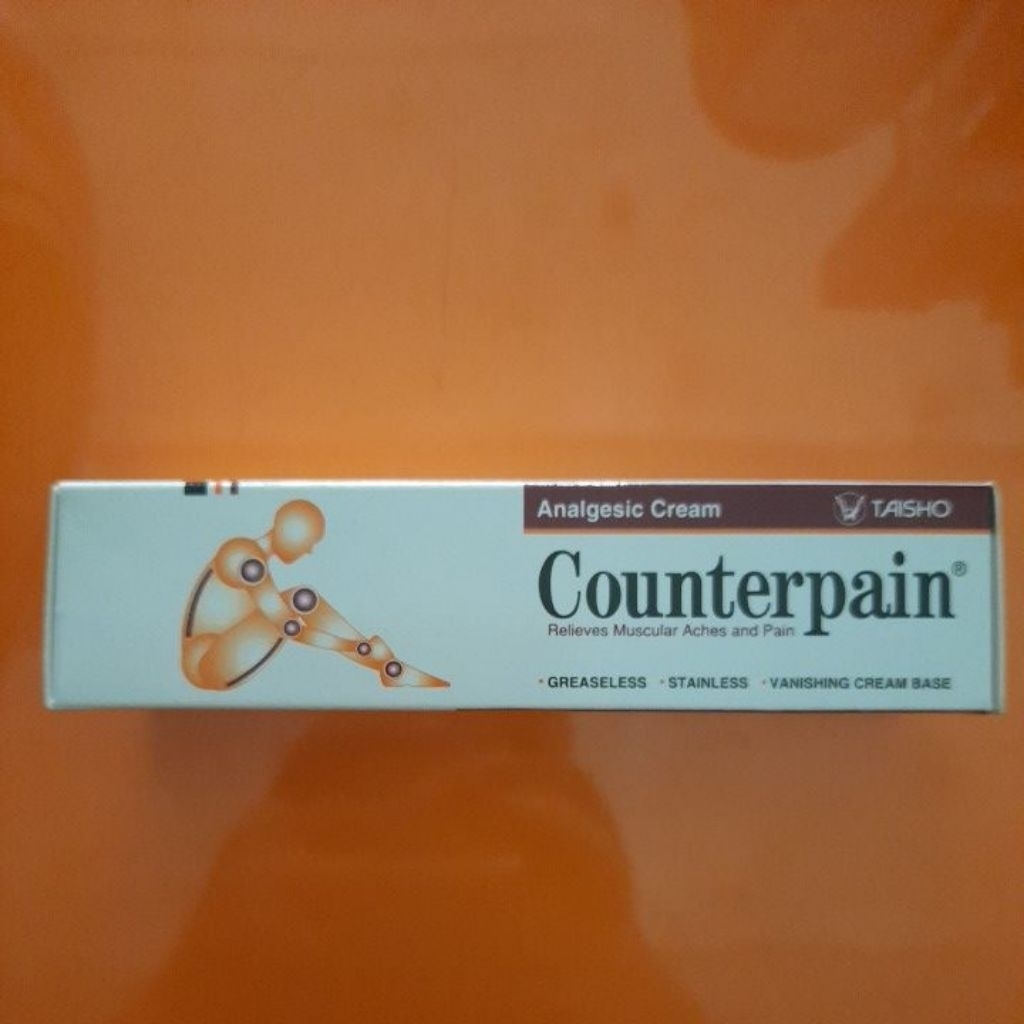 Analgesic Cream
TAISHO
Counterpain®
Relieves Muscular Aches and Pain
• GREASELESS • STAINLESS • VANISHING CREAM BASE